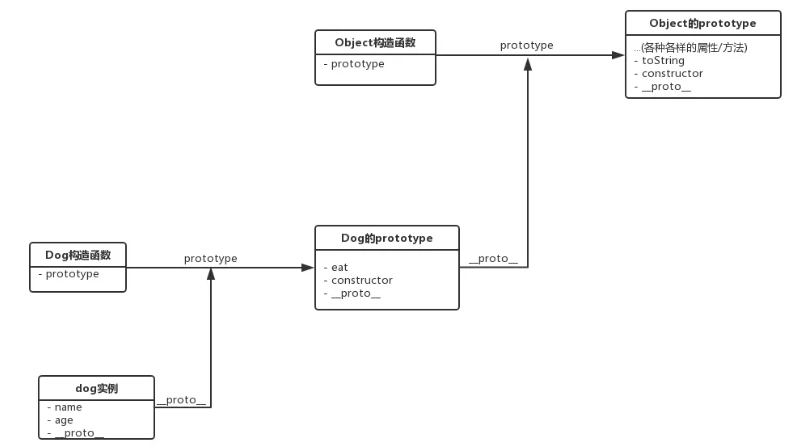 Object的prototype
...(各种各样的属性/方法)
- toString
- constructor
- __proto__
Object构造函数
- prototype
prototype
Dog的prototype
- eat
- constructor
- __proto__
__proto__
Dog构造函数
- prototype
prototype
dog实例
- name
- age
- __proto__
__proto__